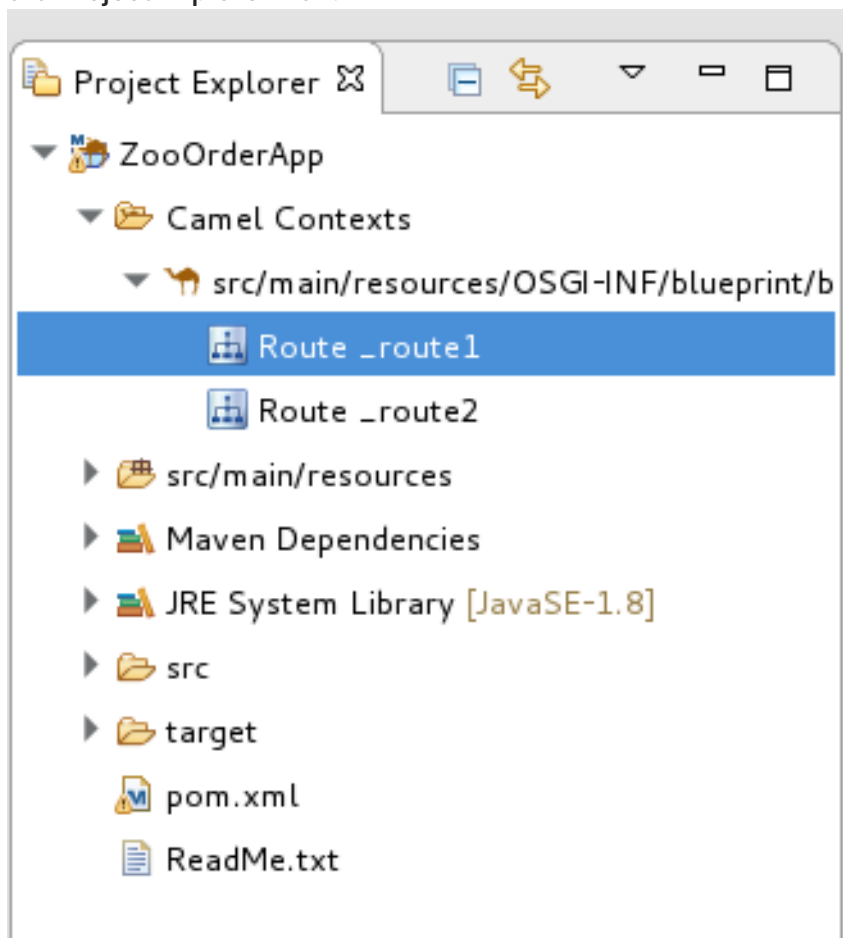 Project Explorer
ZooOrderApp
Camel Contexts
src/main/resources/OSGI-INF/blueprint/b
Route _route1
Route _route2
src/main/resources
Maven Dependencies
JRE System Library [JavaSE-1.8]
src
target
pom.xml
ReadMe.txt